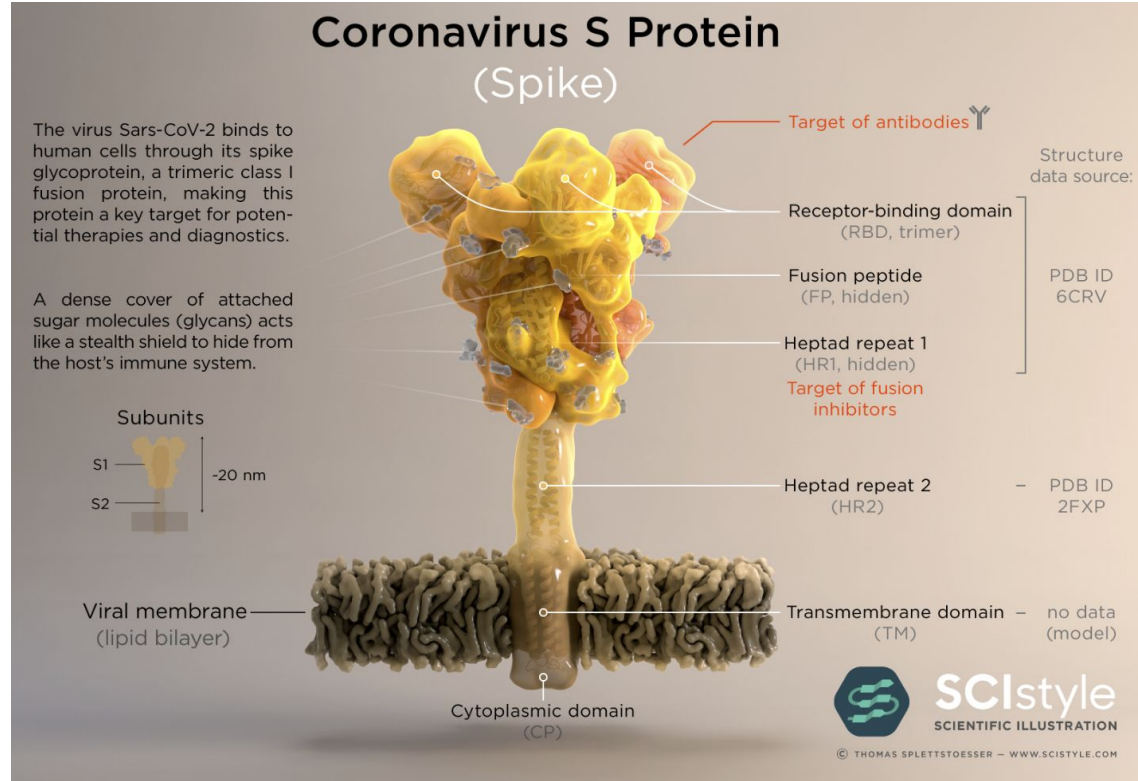 Coronavirus S Protein
(Spike)
The virus Sars-CoV-2 binds to
human cells through its spike
glycoprotein, a trimeric class I
fusion protein, making this
protein a key target for poten-
tial therapies and diagnostics.
A dense cover of attached
sugar molecules (glycans) acts
like a stealth shield to hide from
the host's immune system.
Subunits
S1
S2
~20 nm
Viral membrane
(lipid bilayer)
Target of antibodies
Structure
data source:
Receptor-binding domain
(RBD, trimer)
Fusion peptide
(FP, hidden)
PDB ID
6CRV
Heptad repeat 1
(HR1, hidden)
Target of fusion
inhibitors
Heptad repeat 2
(HR2)
– PDB ID
2FXP
Transmembrane domain
(TM)
– no data
(model)
Cytoplasmic domain
(CP)
SCIstyle
SCIENTIFIC ILLUSTRATION
© THOMAS SPLETTSTOESSER – WWW.SCISTYLE.COM